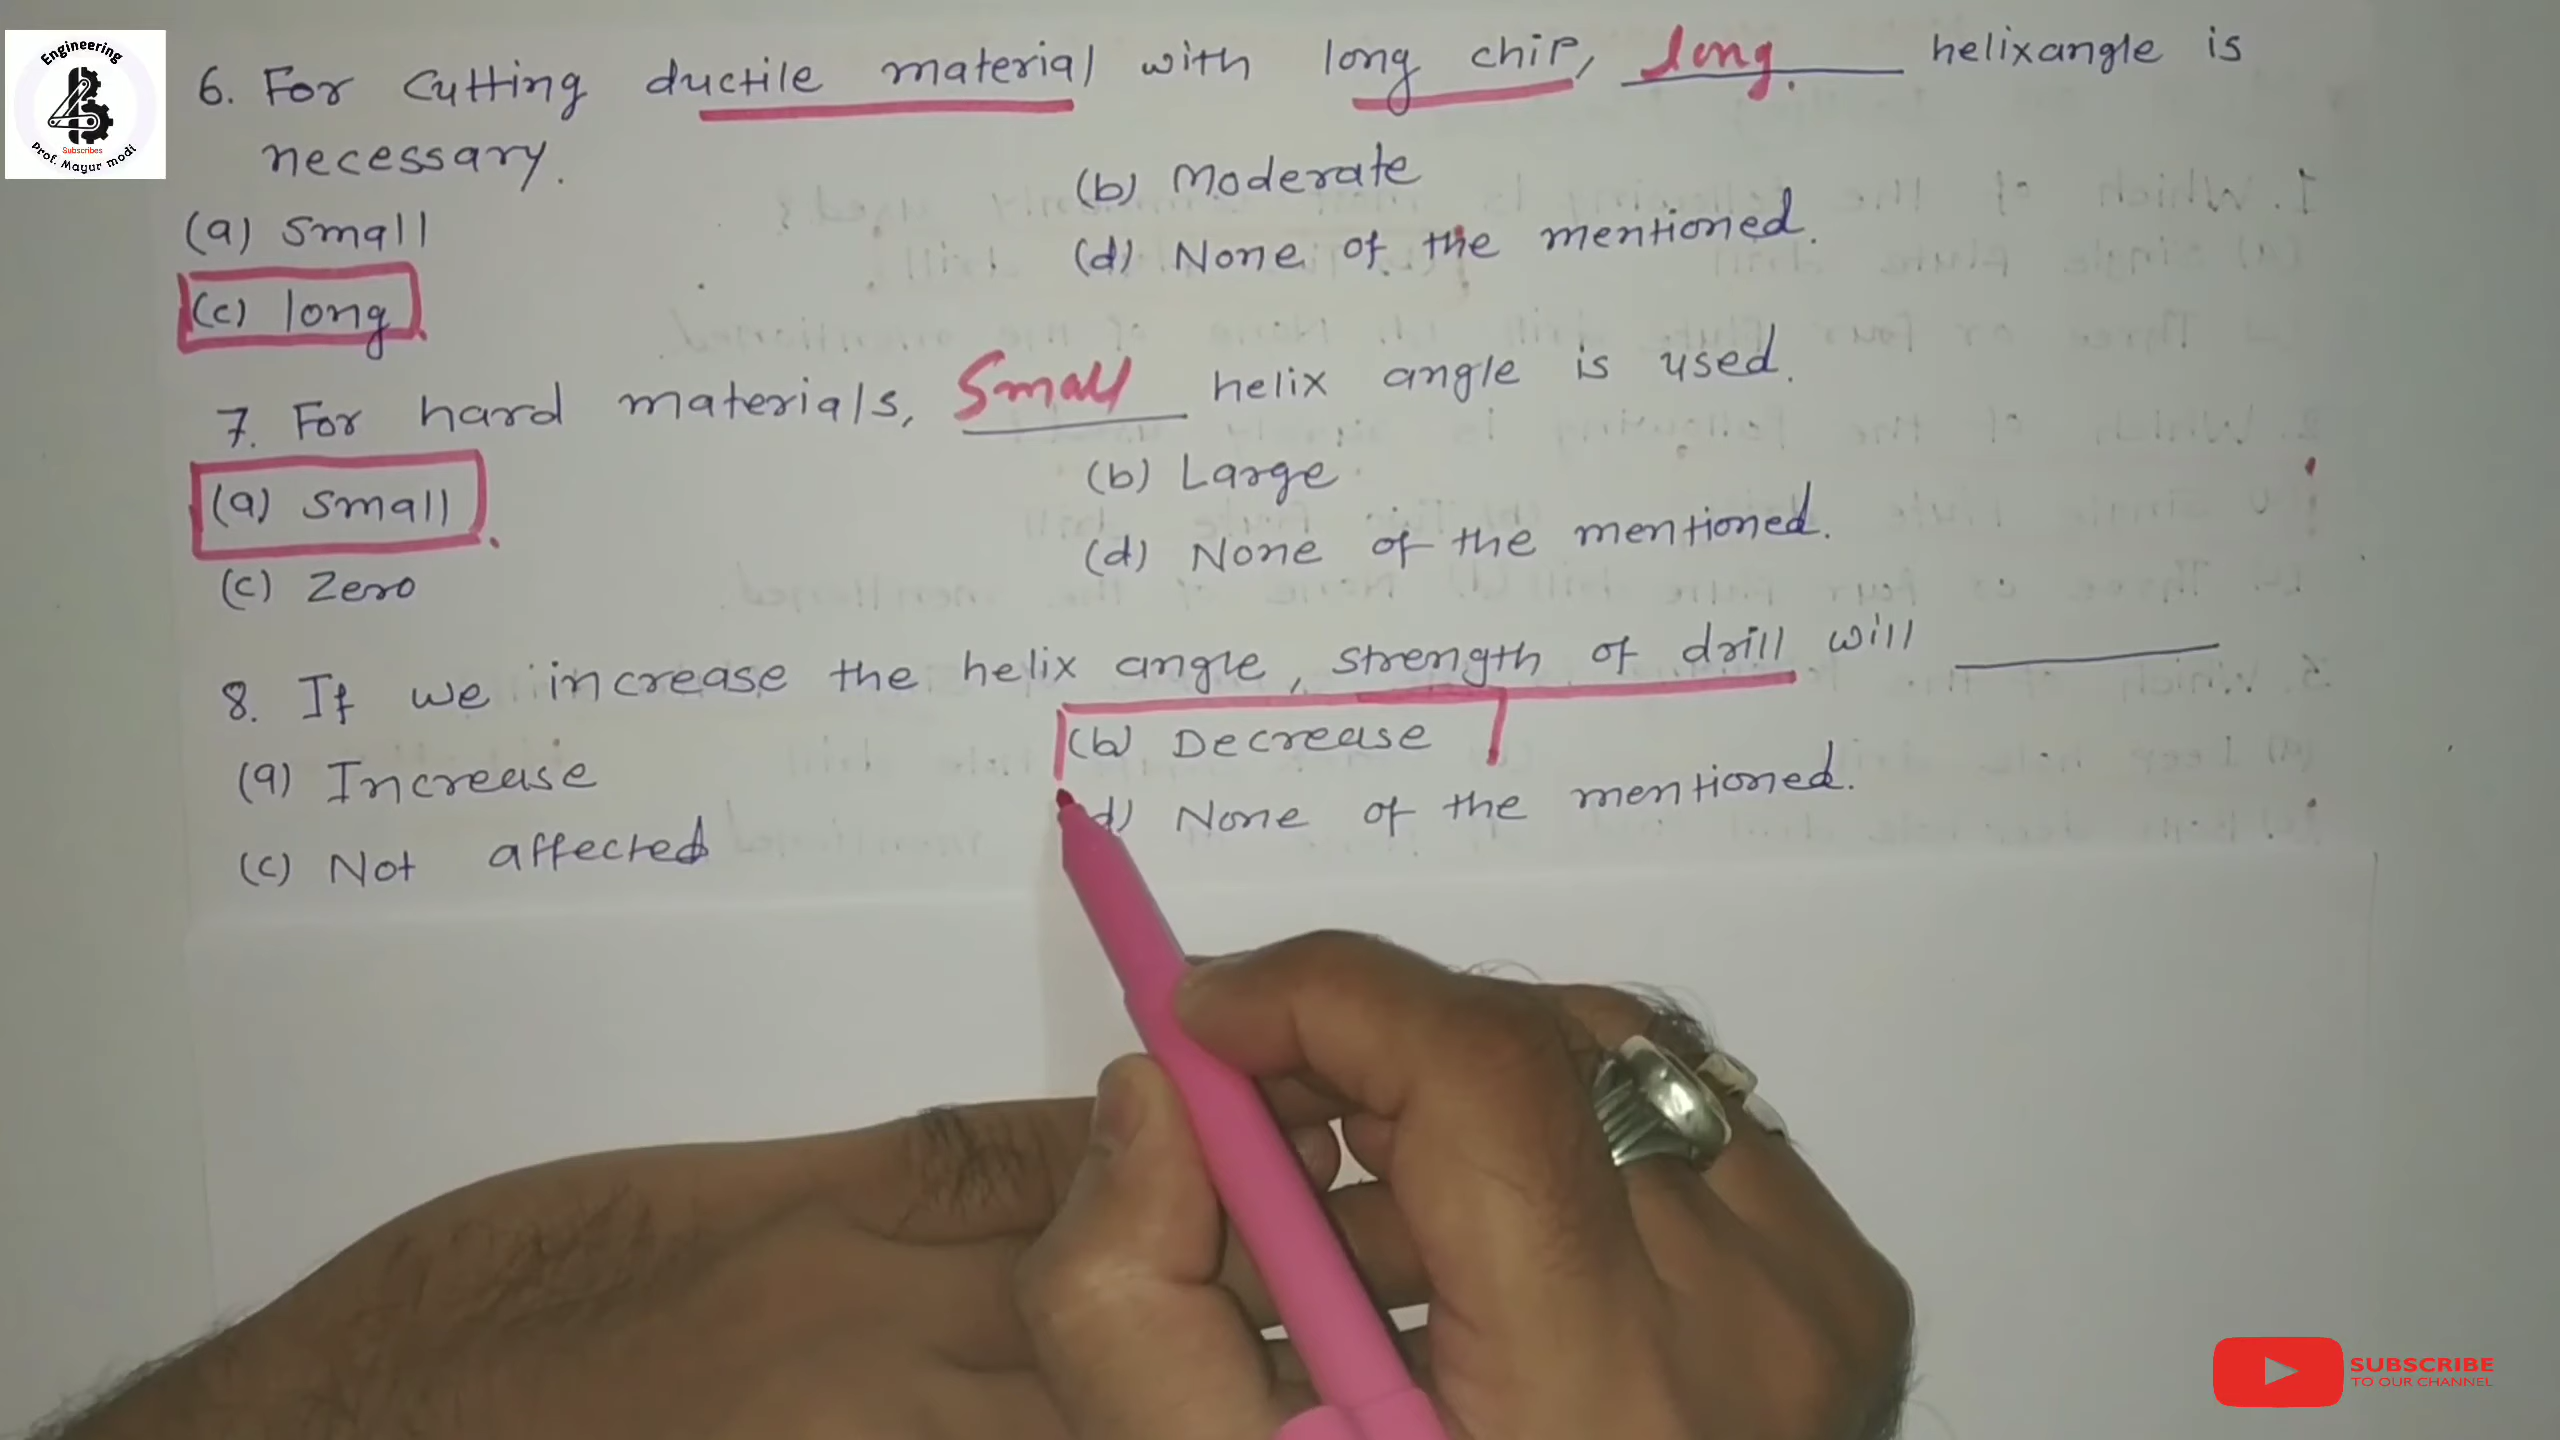 Engineering
Subscribes
Prof. Mayur modi
6. For Cutting ductile material with long chip, long. helixangle is
necessary.
(a) Small
(b) Moderate
(c) long
(d) None of the mentioned.
7. For hard materials, Small helix angle is used.
(a) Small
(b) Large
(c) Zero
(d) None of the mentioned.
8. If we increase the helix angle, strength of drill will
(a) Increase
(b) Decrease
(c) Not affected
d) None of the mentioned.
SUBSCRIBE
TO OUR CHANNEL